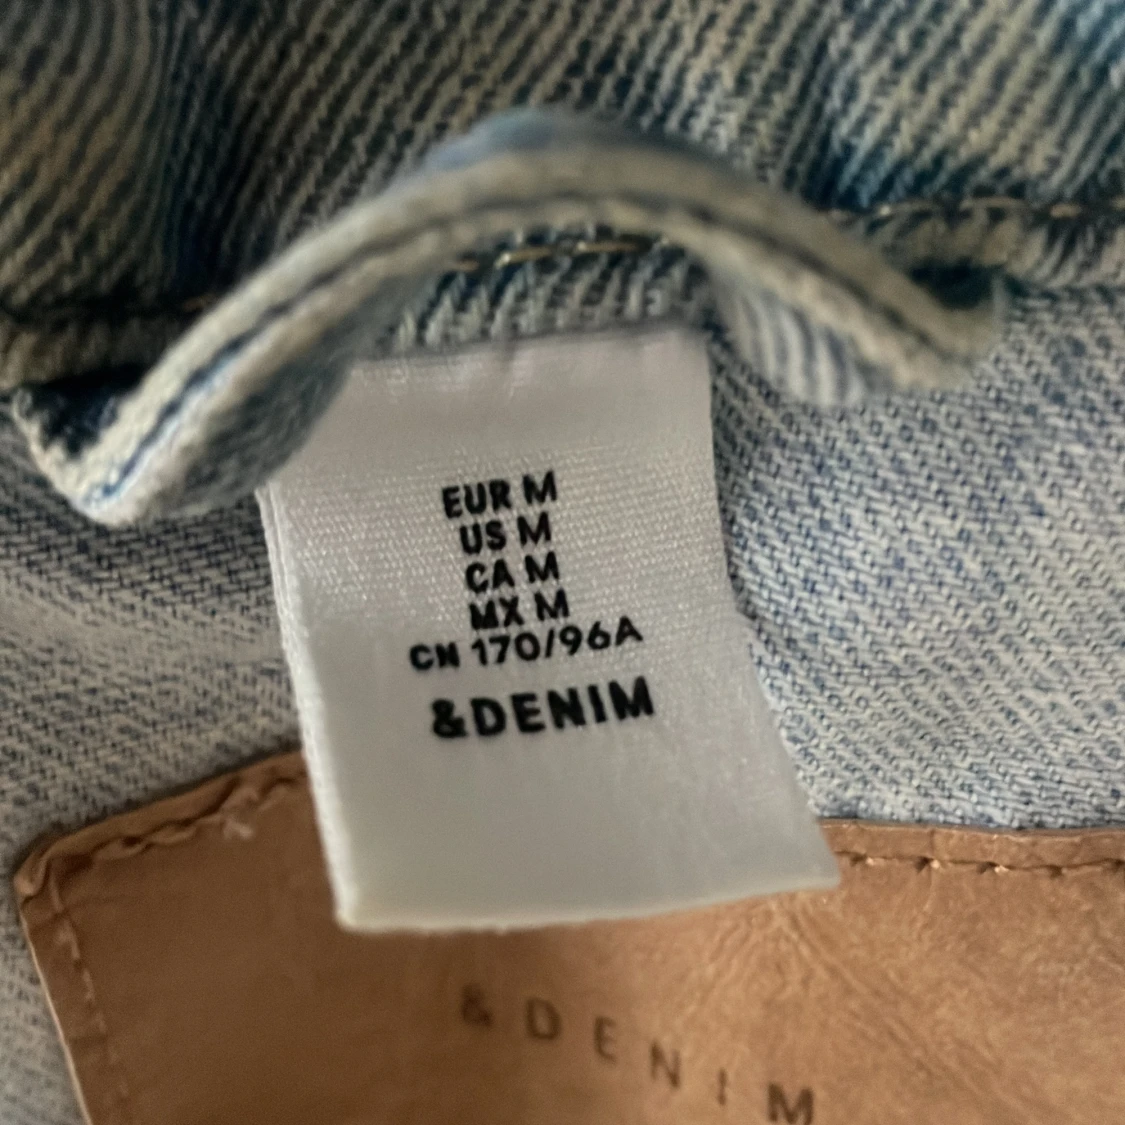 EUR M
US M
CA M
MX M
CN 170/96A
&DENIM
&DENIM